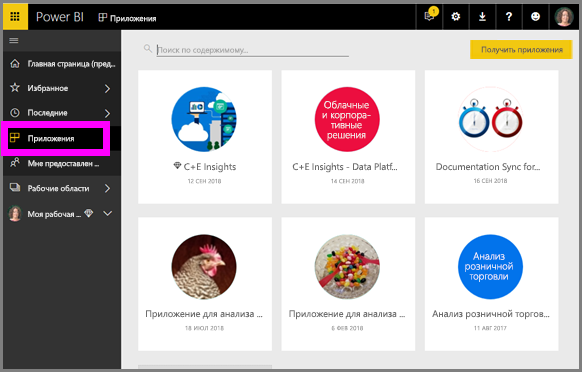 Power BI
Приложения
1
Главная страница (пред...
Избранное
Последние
Приложения
Мне предоставлен ...
Рабочие области
Моя рабочая ...
Поиск по содержимому...
Получить приложения
C+E Insights
12 СЕН 2018
Облачные
и корпора-
тивные
решения
C+E Insights - Data Platf...
14 СЕН 2018
Documentation Sync for...
16 СЕН 2018
Приложение для анализа ...
18 ИЮЛ 2018
Приложение для анализа ...
6 ФЕВ 2018
Анализ
розничной
торговли
Анализ розничной торгов...
11 АВГ 2017